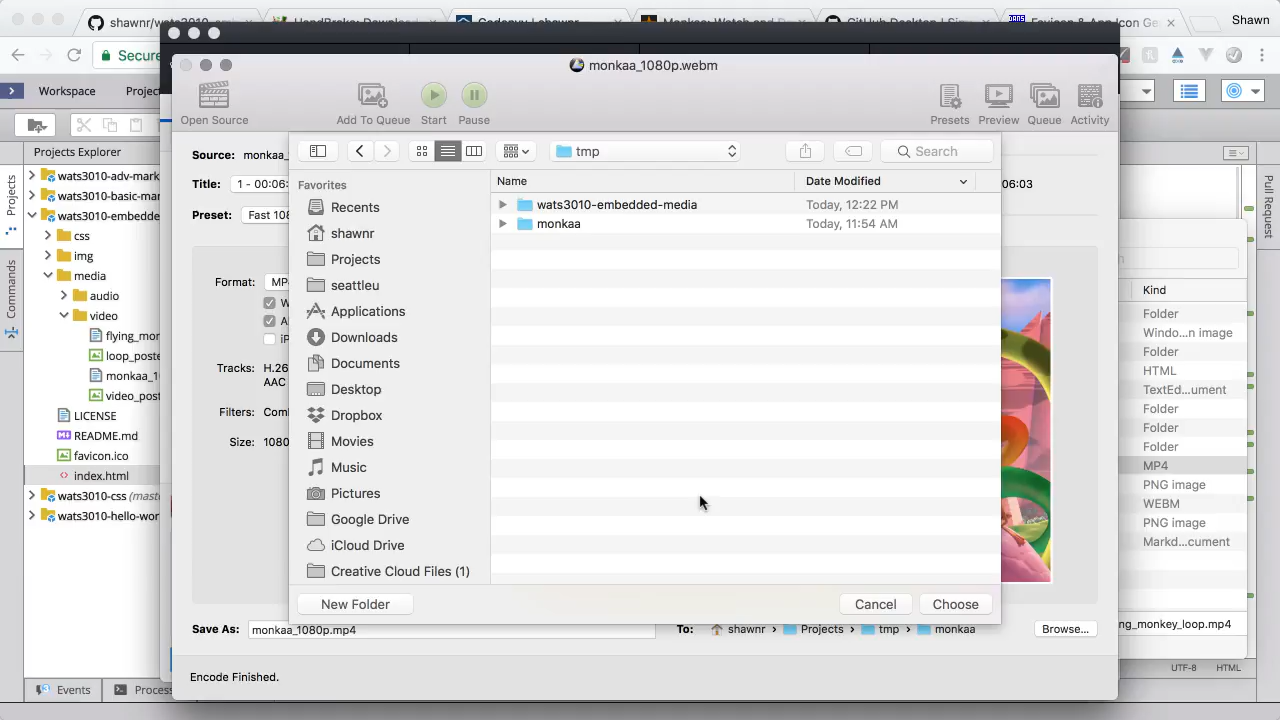 shawnr/wats3010
HandBrake: Download
Codenvy | shawnr
Monkaa: Watch and D
GitHub Desktop | Sim
Favicon & App Icon Ge
Shawn
Secure
monkaa_1080p.webm
Workspace
Open Source
Add To Queue
Start
Pause
Presets
Preview
Queue
Activity
Projects Explorer
Source: monkaa_
tmp
Search
Projects
Commands
Pull Request
wats3010-adv-mark
wats3010-basic-mar
wats3010-embedde
css
img
media
audio
video
flying_mon
loop_poste
monkaa_1
video_post
LICENSE
README.md
favicon.ico
index.html
wats3010-css (maste
wats3010-hello-wor
Title: 1 - 00:06:
06:03
Preset: Fast 108
Format: MP4
Tracks: H.26
AAC
Filters: Comb
Size: 1080
Favorites
Recents
shawnr
Projects
seattleu
Applications
Downloads
Documents
Desktop
Dropbox
Movies
Music
Pictures
Google Drive
iCloud Drive
Creative Cloud Files (1)
Name
Date Modified
wats3010-embedded-media
Today, 12:22 PM
monkaa
Today, 11:54 AM
New Folder
Cancel
Choose
Kind
Folder
Windo...n image
Folder
HTML
TextEd...ument
Folder
Folder
Folder
MP4
PNG image
WEBM
PNG image
Markd...cument
Save As: monkaa_1080p.mp4
To: shawnr › Projects › tmp › monkaa
Browse...
ng_monkey_loop.mp4
Encode Finished.
Events
Proces
UTF-8
HTML